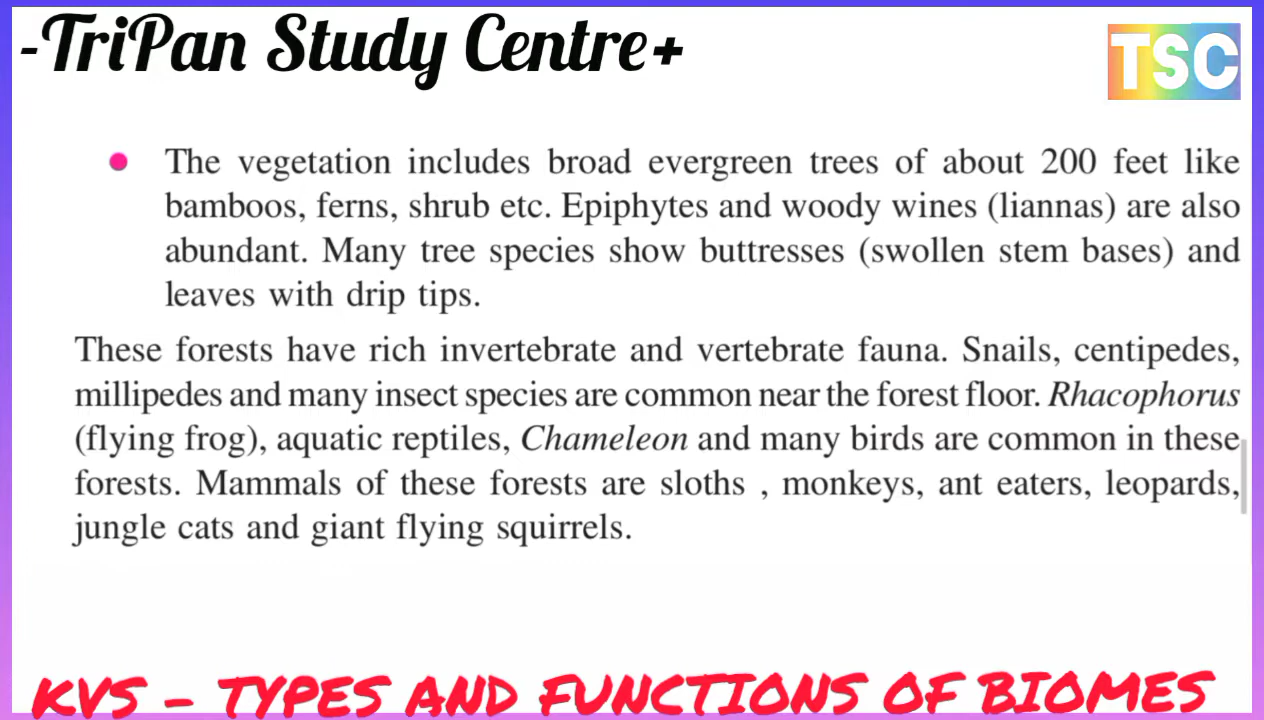 -TriPan Study Centre+
TSC
The vegetation includes broad evergreen trees of about 200 feet like
bamboos, ferns, shrub etc. Epiphytes and woody wines (liannas) are also
abundant. Many tree species show buttresses (swollen stem bases) and
leaves with drip tips.
These forests have rich invertebrate and vertebrate fauna. Snails, centipedes,
millipedes and many insect species are common near the forest floor. Rhacophorus
(flying frog), aquatic reptiles, Chameleon and many birds are common in these
forests. Mammals of these forests are sloths , monkeys, ant eaters, leopards,
jungle cats and giant flying squirrels.
KVS - TYPES AND FUNCTIONS OF BIOMES